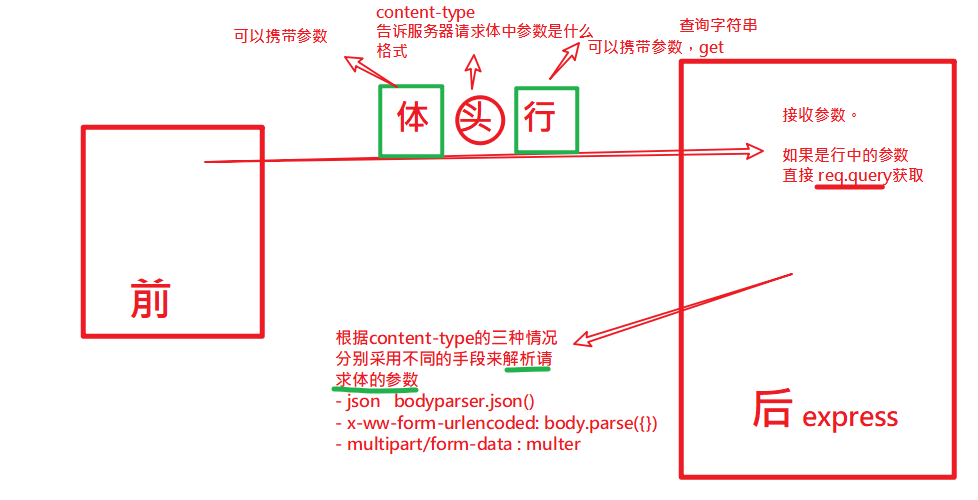 content-type
告诉服务器请求体中参数是什么
格式
可以携带参数
查询字符串
可以携带参数，get
体
头
行
接收参数。
如果是行中的参数
直接 req.query获取
前
根据content-type的三种情况
分别采用不同的手段来解析请
求体的参数
- json bodyparser.json()
- x-ww-form-urlencoded: body.parse({})
- multipart/form-data : multer
后 express